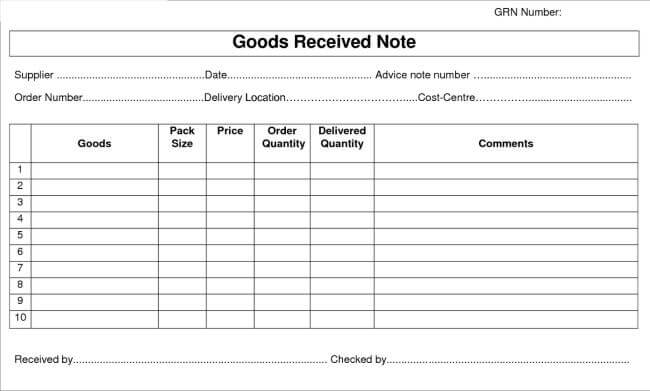 GRN Number:
Goods Received Note
Supplier ..................................................Date................................................ Advice note number …..................................................
Order Number.........................................Delivery Location…………………………….....Cost-Centre……………...................................
Goods Pack Size Price Order Quantity Delivered Quantity Comments
1
2
3
4
5
6
7
8
9
10
Received by...................................................................................... Checked by.................................................................................